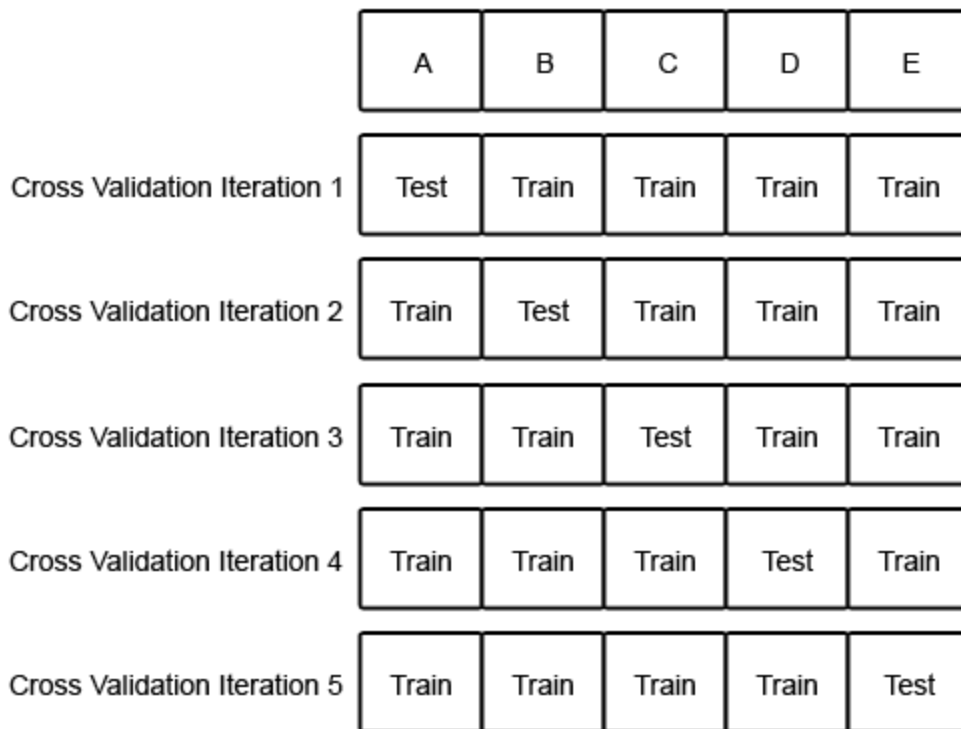 A B C D E
Cross Validation Iteration 1 Test Train Train Train Train
Cross Validation Iteration 2 Train Test Train Train Train
Cross Validation Iteration 3 Train Train Test Train Train
Cross Validation Iteration 4 Train Train Train Test Train
Cross Validation Iteration 5 Train Train Train Train Test